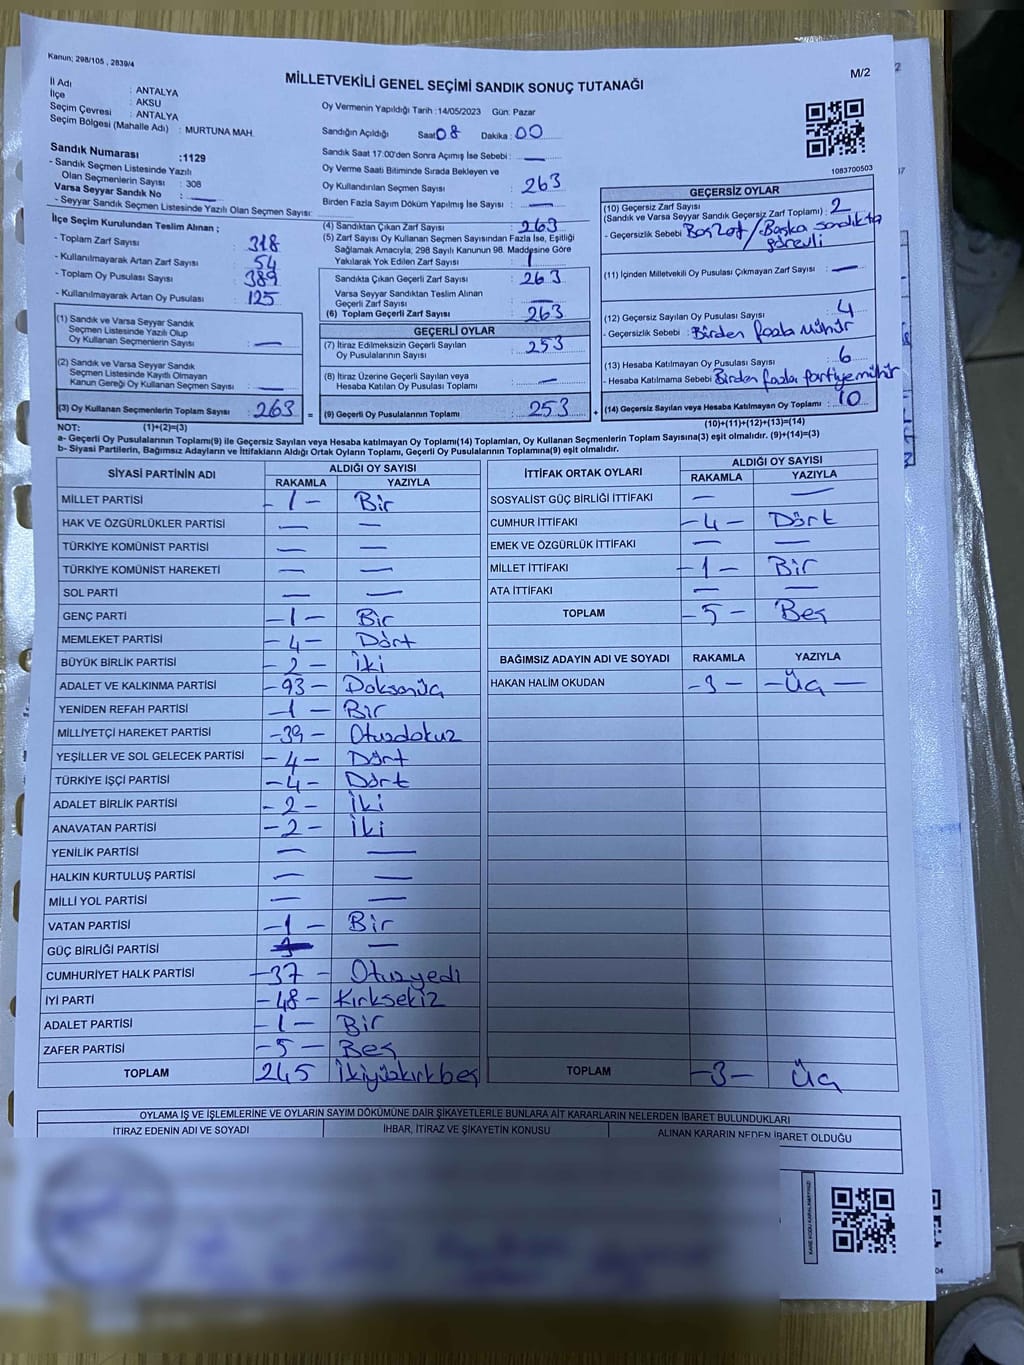 Kanun; 298/105 , 2839/4
MİLLETVEKİLİ GENEL SEÇİMİ SANDIK SONUÇ TUTANAĞI
M/2
İl Adı : ANTALYA
İlçe : AKSU
Seçim Çevresi : ANTALYA
Seçim Bölgesi (Mahalle Adı) : MURTUNA MAH.
Sandık Numarası :1129
- Sandık Seçmen Listesinde Yazılı
Olan Seçmenlerin Sayısı : 308
Varsa Seyyar Sandık No : —
- Seyyar Seçmen Listesinde Yazılı Olan Seçmen Sayısı:
Oy Vermenin Yapıldığı Tarih :14/05/2023 Gün: Pazar
Sandığın Açıldığı Saat 08 Dakika : 00
Sandık Saat 17:00'den Sonra Açımış İse Sebebi : —
Oy Verme Saati Bitiminde Sırada Bekleyen ve
Oy Kullandırılan Seçmen Sayısı : 263
Birden Fazla Sayım Döküm Yapılmış İse Sayısı : —
1083700503
İlçe Seçim Kurulundan Teslim Alınan ;
- Toplam Zarf Sayısı : 318
- Kullanılmayarak Artan Zarf Sayısı : 54
- Toplam Oy Pusulası Sayısı : 389
- Kullanılmayarak Artan Oy Pusulası : 125
(1) Sandık ve Varsa Seyyar Sandık
Seçmen Listesinde Yazılı Olup
Oy Kullanan Seçmenlerin Sayısı : —
(2) Sandık ve Varsa Seyyar Sandık
Seçmen Listesinde Kayıtlı Olmayan
Kanun Gereği Oy Kullanan Seçmen Sayısı : —
(3) Oy Kullanan Seçmenlerin Toplam Sayısı : 263 =
(4) Sandıktan Çıkan Zarf Sayısı : 263
(5) Zarf Sayısı Oy Kullanan Seçmen Sayısından Fazla İse, Eşitliği
Sağlamak Amacıyla, 298 Sayılı Kanunun 98. Maddesine Göre
Yakılarak Yok Edilen Zarf Sayısı :
Sandıkta Çıkan Geçerli Zarf Sayısı : 263
Varsa Seyyar Sandıktan Teslim Alınan
Geçerli Zarf Sayısı : —
(6) Toplam Geçerli Zarf Sayısı : 263
GEÇERLİ OYLAR
(7) İtiraz Edilmeksizin Geçerli Sayılan
Oy Pusulalarının Sayısı : 253
(8) İtiraz Üzerine Geçerli Sayılan veya
Hesaba Katılan Oy Pusulası Toplamı : —
(9) Geçerli Oy Pusulalarının Toplamı : 253 +
GEÇERSİZ OYLAR
(10) Geçersiz Zarf Sayısı
(Sandık ve Varsa Seyyar Sandık Geçersiz Zarf Toplamı) : 2
- Geçersizlik Sebebi : Boş Zarf / Başka sandıkta
görevli
(11) İçinden Milletvekili Oy Pusulası Çıkmayan Zarf Sayısı : —
(12) Geçersiz Sayılan Oy Pusulası Sayısı : 4
- Geçersizlik Sebebi : Birden fazla mühür
(13) Hesaba Katılmayan Oy Pusulası Sayısı : 6
- Hesaba Katılmama Sebebi : Birden fazla partiye mühür
(14) Geçersiz Sayılan veya Hesaba Katılmayan Oy Toplamı : 10
NOT: (1)+(2)=(3)
(10)+(11)+(12)+(13)=(14)
a- Geçerli Oy Pusulalarının Toplamı(9) ile Geçersiz Sayılan veya Hesaba katılmayan Oy Toplamı(14) Toplamları, Oy Kullanan Seçmenlerin Toplam Sayısına(3) eşit olmalıdır. (9)+(14)=(3)
b- Siyasi Partilerin, Bağımsız Adayların ve İttifakların Aldığı Ortak Oyların Toplamı, Geçerli Oy Pusulalarının Toplamına(9) eşit olmalıdır.
SİYASİ PARTİNİN ADI
ALDIĞI OY SAYISI
RAKAMLA YAZIYLA
MİLLET PARTİSİ - 1 - Bir
HAK VE ÖZGÜRLÜKLER PARTİSİ — —
TÜRKİYE KOMÜNİST PARTİSİ — —
TÜRKİYE KOMÜNİST HAREKETİ — —
SOL PARTİ — —
GENÇ PARTİ - 1 - Bir
MEMLEKET PARTİSİ - 4 - Dört
BÜYÜK BİRLİK PARTİSİ - 2 - İki
ADALET VE KALKINMA PARTİSİ - 93 - Doksanüç
YENİDEN REFAH PARTİSİ - 1 - Bir
MİLLİYETÇİ HAREKET PARTİSİ - 39 - Otuzdokuz
YEŞİLLER VE SOL GELECEK PARTİSİ - 4 - Dört
TÜRKİYE İŞÇİ PARTİSİ - 4 - Dört
ADALET BİRLİK PARTİSİ - 2 - İki
ANAVATAN PARTİSİ - 2 - İki
YENİLİK PARTİSİ — —
HALKIN KURTULUŞ PARTİSİ — —
MİLLİ YOL PARTİSİ — —
VATAN PARTİSİ - 1 - Bir
GÜÇ BİRLİĞİ PARTİSİ —
CUMHURİYET HALK PARTİSİ - 37 - Otuzyedi
İYİ PARTİ - 48 - Kırksekiz
ADALET PARTİSİ - 1 - Bir
ZAFER PARTİSİ - 5 - Beş
TOPLAM 245 İkiyüzkırkbeş
İTTİFAK ORTAK OYLARI
ALDIĞI OY SAYISI
RAKAMLA YAZIYLA
SOSYALİST GÜÇ BİRLİĞİ İTTİFAKI — —
CUMHUR İTTİFAKI - 4 - Dört
EMEK VE ÖZGÜRLÜK İTTİFAKI — —
MİLLET İTTİFAKI - 1 - Bir
ATA İTTİFAKI — —
TOPLAM - 5 - Beş
BAĞIMSIZ ADAYIN ADI VE SOYADI RAKAMLA YAZIYLA
HAKAN HALİM OKUDAN - 3 - - Üç —
TOPLAM - 3 - Üç
OYLAMA İŞ VE İŞLEMLERİNE VE OYLARIN SAYIM DÖKÜMÜNE DAİR ŞİKAYETLERLE BUNLARA AİT KARARLARIN NELERDEN İBARET BULUNDUKLARI
İTİRAZ EDENİN ADI VE SOYADI
İHBAR, İTİRAZ VE ŞİKAYETİN KONUSU
ALINAN KARARIN NEDEN İBARET OLDUĞU
KARE KODU KARALAMAYINIZ!